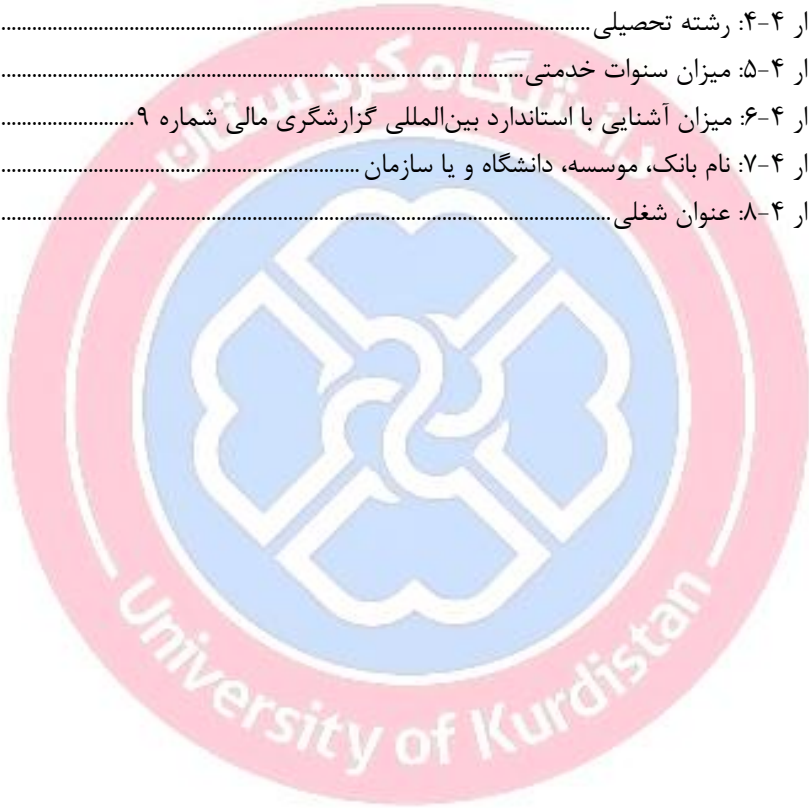 ار ۴-۴: رشته تحصیلی
ار ۴-۵: میزان سنوات خدمتی
ار ۴-۶: میزان آشنایی با استاندارد بین‌المللی گزارشگری مالی شماره ۹
ار ۴-۷: نام بانک، موسسه، دانشگاه و یا سازمان
ار ۴-۸: عنوان شغلی
دانشگاه کردستان
University of Kurdistan